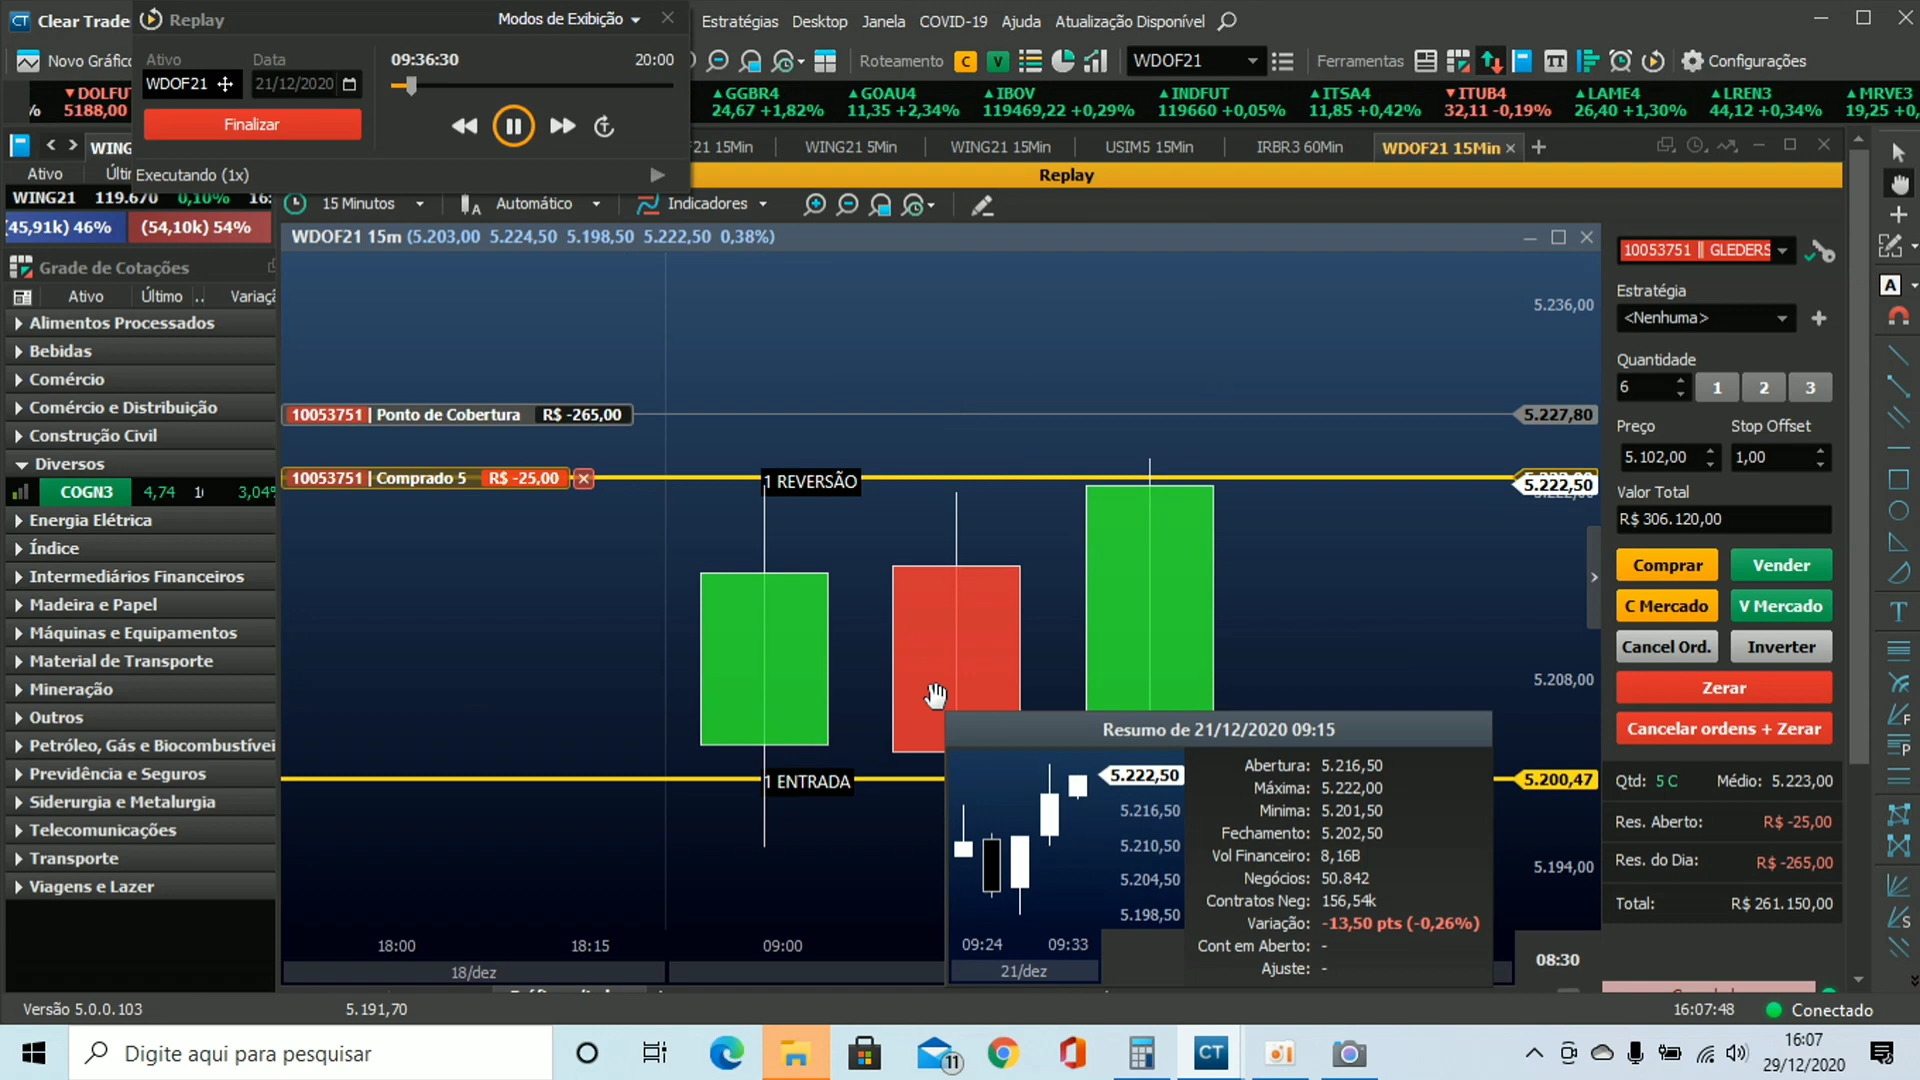 Clear Trade
Replay
Modos de Exibição
Estratégias Desktop Janela COVID-19 Ajuda Atualização Disponível
Novo Gráfico
Ativo Data
09:36:30 20:00
WDOF21 21/12/2020
Finalizar
Executando (1x)
Roteamento C V WDOF21 Ferramentas Configurações
DOLFUT
% 5188,00
GGBR4 GOAU4 IBOV INDFUT ITSA4 ITUB4 LAME4 LREN3 MRVE3
24,67 +1,82% 11,35 +2,34% 119469,22 +0,29% 119660 +0,05% 11,85 +0,42% 32,11 -0,19% 26,40 +1,30% 44,12 +0,34% 19,25 +0,
WING 15Min WING21 5Min WING21 15Min USIM5 15Min IRBR3 60Min WDOF21 15Min
Ativo
Replay
WING21 119.670 0,10% 16:
(45,91k) 46% (54,10k) 54%
15 Minutos Automático Indicadores
WDOF21 15m (5.203,00 5.224,50 5.198,50 5.222,50 0,38%)
Grade de Cotações
Ativo Último ..
Alimentos Processados
Bebidas
Comércio
Comércio e Distribuição
Construção Civil
Diversos
COGN3 4,74 3,04%
Energia Elétrica
Índice
Intermediários Financeiros
Madeira e Papel
Máquinas e Equipamentos
Material de Transporte
Mineração
Outros
Petróleo, Gás e Biocombustívei
Previdência e Seguros
Siderurgia e Metalurgia
Telecomunicações
Transporte
Viagens e Lazer
5.236,00
10053751 | Ponto de Cobertura R$ -265,00
5.227,80
10053751 | Comprado 5 R$ -25,00
1 REVERSÃO
5.222,50
5.208,00
1 ENTRADA
5.200,47
5.194,00
18:00 18:15 09:00
18/dez
Resumo de 21/12/2020 09:15
5.222,50
5.216,50
5.210,50
5.204,50
5.198,50
09:24 09:33
21/dez
Abertura: 5.216,50
Máxima: 5.222,00
Minima: 5.201,50
Fechamento: 5.202,50
Vol Financeiro: 8,16B
Negócios: 50.842
Contratos Neg: 156,54k
Variação: -13,50 pts (-0,26%)
Cont em Aberto: -
Ajuste: -
10053751 || GLEDERS
Estratégia
<Nenhuma>
Quantidade
6 1 2 3
Preço Stop Offset
5.102,00 1,00
Valor Total
R$ 306.120,00
Comprar Vender
C Mercado V Mercado
Cancel Ord. Inverter
Zerar
Cancelar ordens + Zerar
Qtd: 5 C Médio: 5.223,00
Res. Aberto: R$ -25,00
Res. do Dia: R$ -265,00
Total: R$ 261.150,00
08:30
A
T
F
P
S
Versão 5.0.0.103 5.191,70 16:07:48 Conectado
Digite aqui para pesquisar
11
CT
16:07
29/12/2020